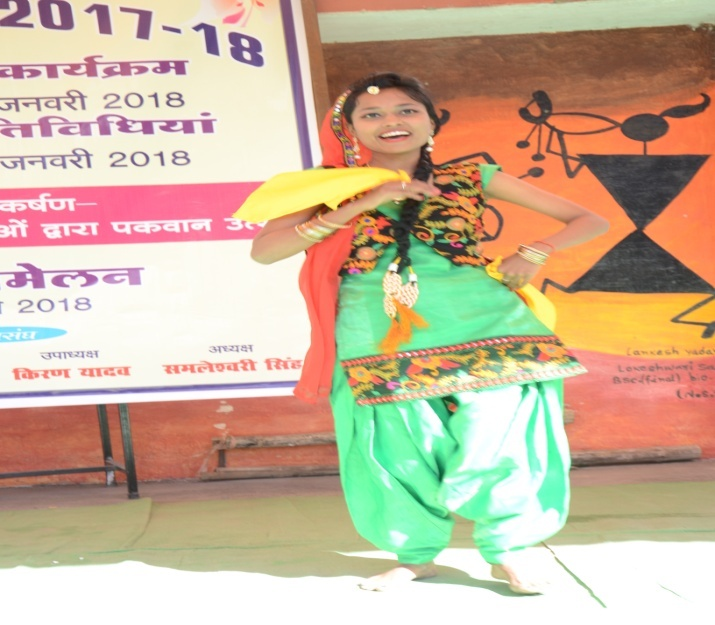 2017-18
कार्यक्रम
जनवरी 2018
तिविधियां
जनवरी 2018
कर्षण–
ओं द्वारा पकवान उत्स
मेलन
2018
संघ
उपाध्यक्ष
किरण यादव
अध्यक्ष
समलेश्वरी सिंह